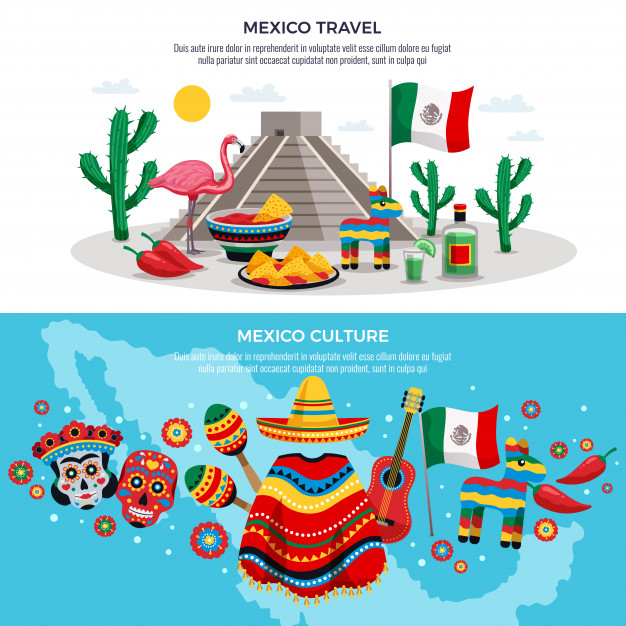 MEXICO TRAVEL
Duis aute irure dolor in reprehenderit in voluptate velit esse cillum dolore eu fugiat
nulla pariatur sint occaecat cupidatat non proident, sunt in culpa qui
MEXICO CULTURE
Duis aute irure dolor in reprehenderit in voluptate velit esse cillum dolore eu fugiat
nulla pariatur sint occaecat cupidatat non proident, sunt in culpa qui